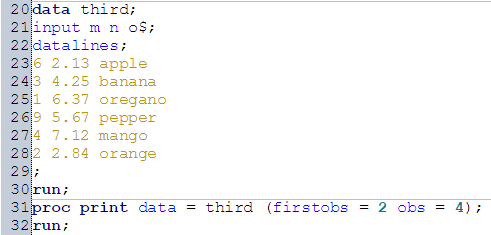 20 data third;
21 input m n o$;
22 datalines;
23 6 2.13 apple
24 3 4.25 banana
25 1 6.37 oregano
26 9 5.67 pepper
27 4 7.12 mango
28 2 2.84 orange
29 ;
30 run;
31 proc print data = third (firstobs = 2 obs = 4);
32 run;